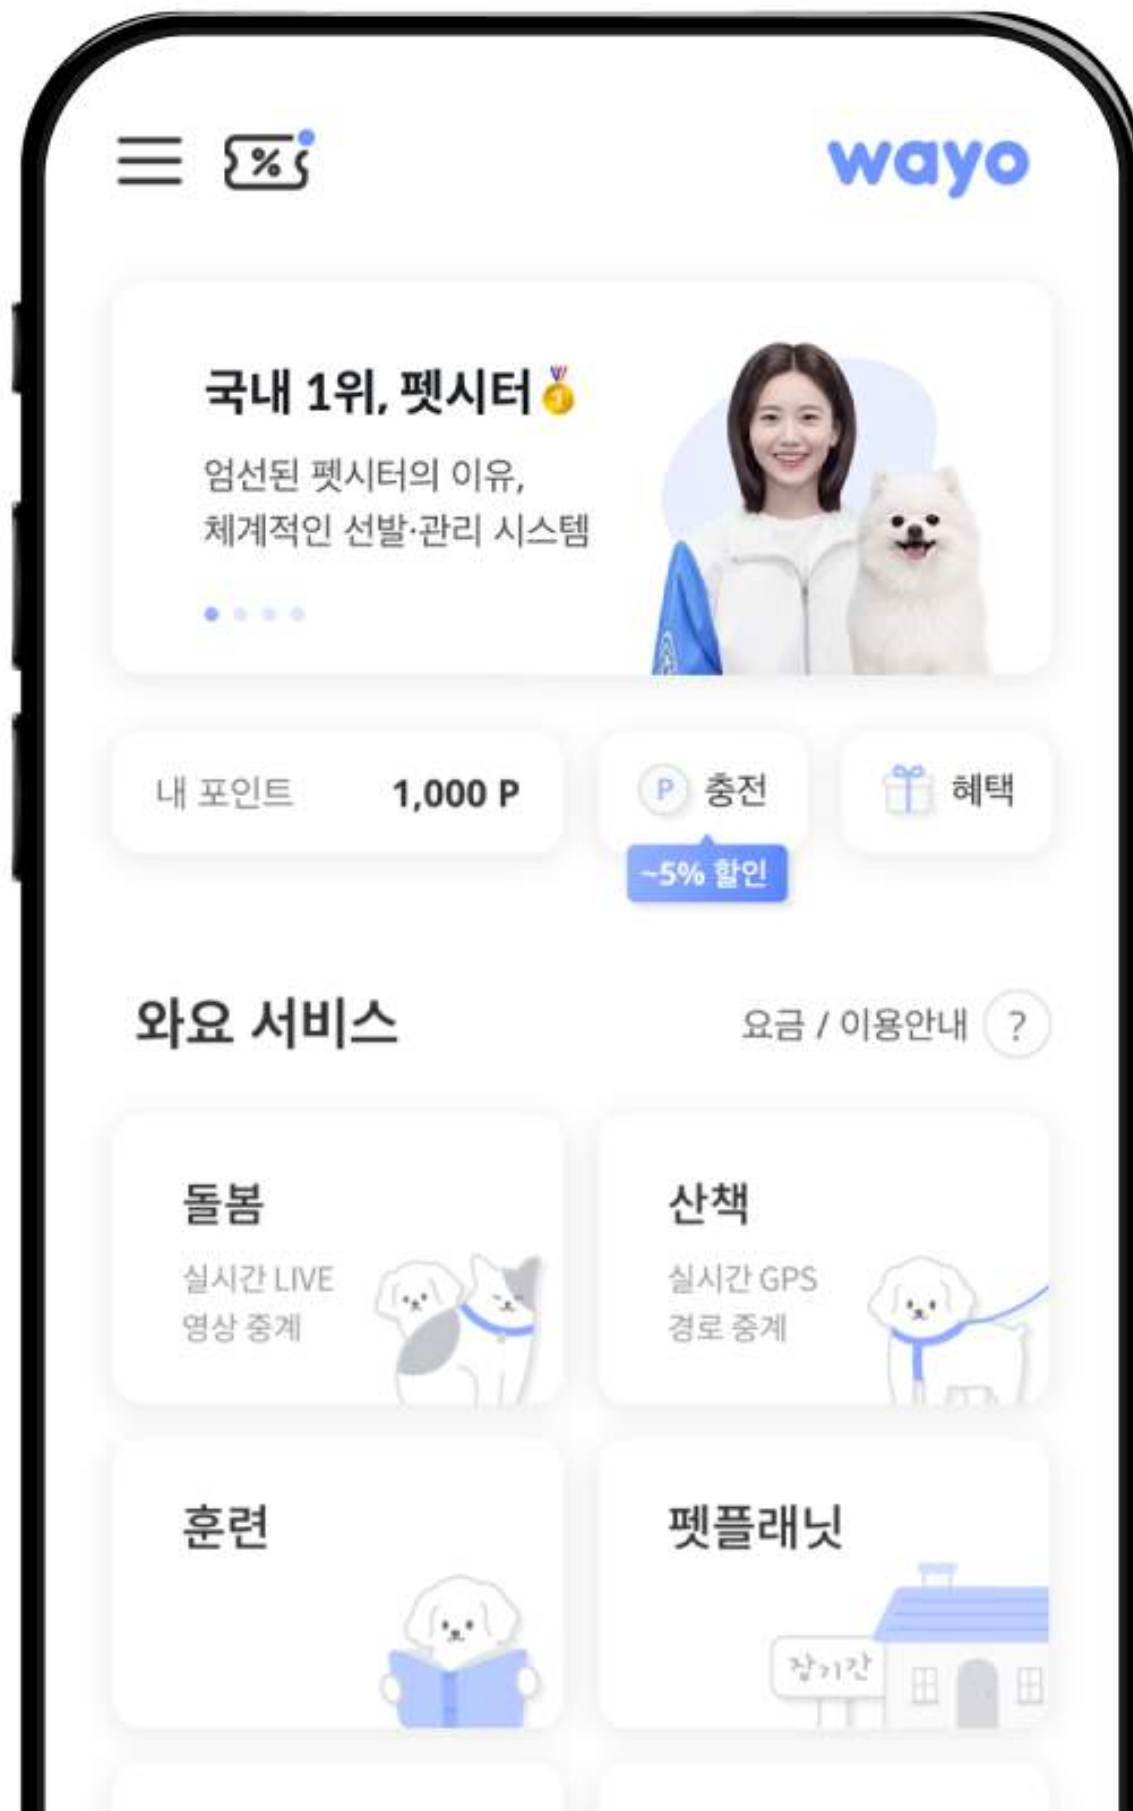 wayo
국내 1위, 펫시터
엄선된 펫시터의 이유,
체계적인 선발·관리 시스템
내 포인트 1,000 P
P 충전
혜택
~5% 할인
와요 서비스
요금 / 이용안내 ?
돌봄
실시간 LIVE
영상 중계
산책
실시간 GPS
경로 중계
훈련
펫플래닛
장기간